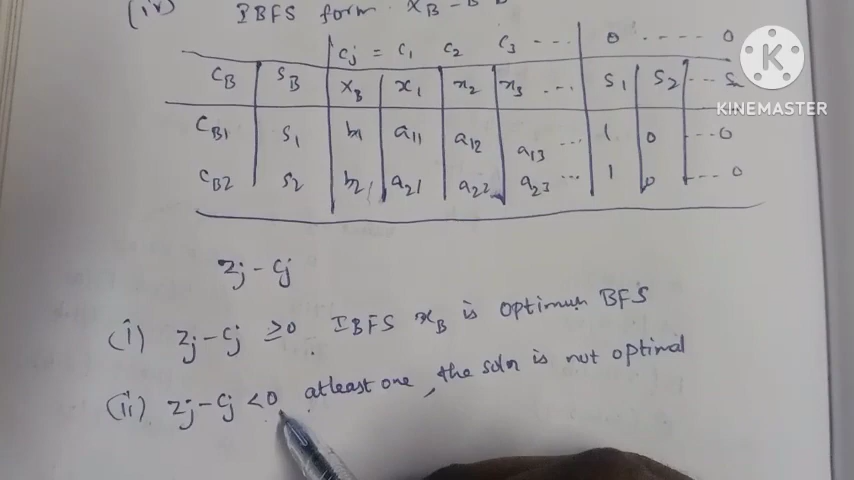 (iv) IBFS form. XB - B
Cj = C1 C2 C3 --- 0 ---- 0
CB SB XB x1 x2 x3 ... S1 S2 ...
CB1 S1 b1 a11 a12 a13 ... 1 0 ---0
CB2 S2 b2 a21 a22 a23 ... 1 0 --- 0
Zj - Cj
(i) Zj - Cj ≥0 . IBFS xB is optimum BFS
(ii) Zj - Cj <0 atleast one, the soln is not optimal
KINEMASTER